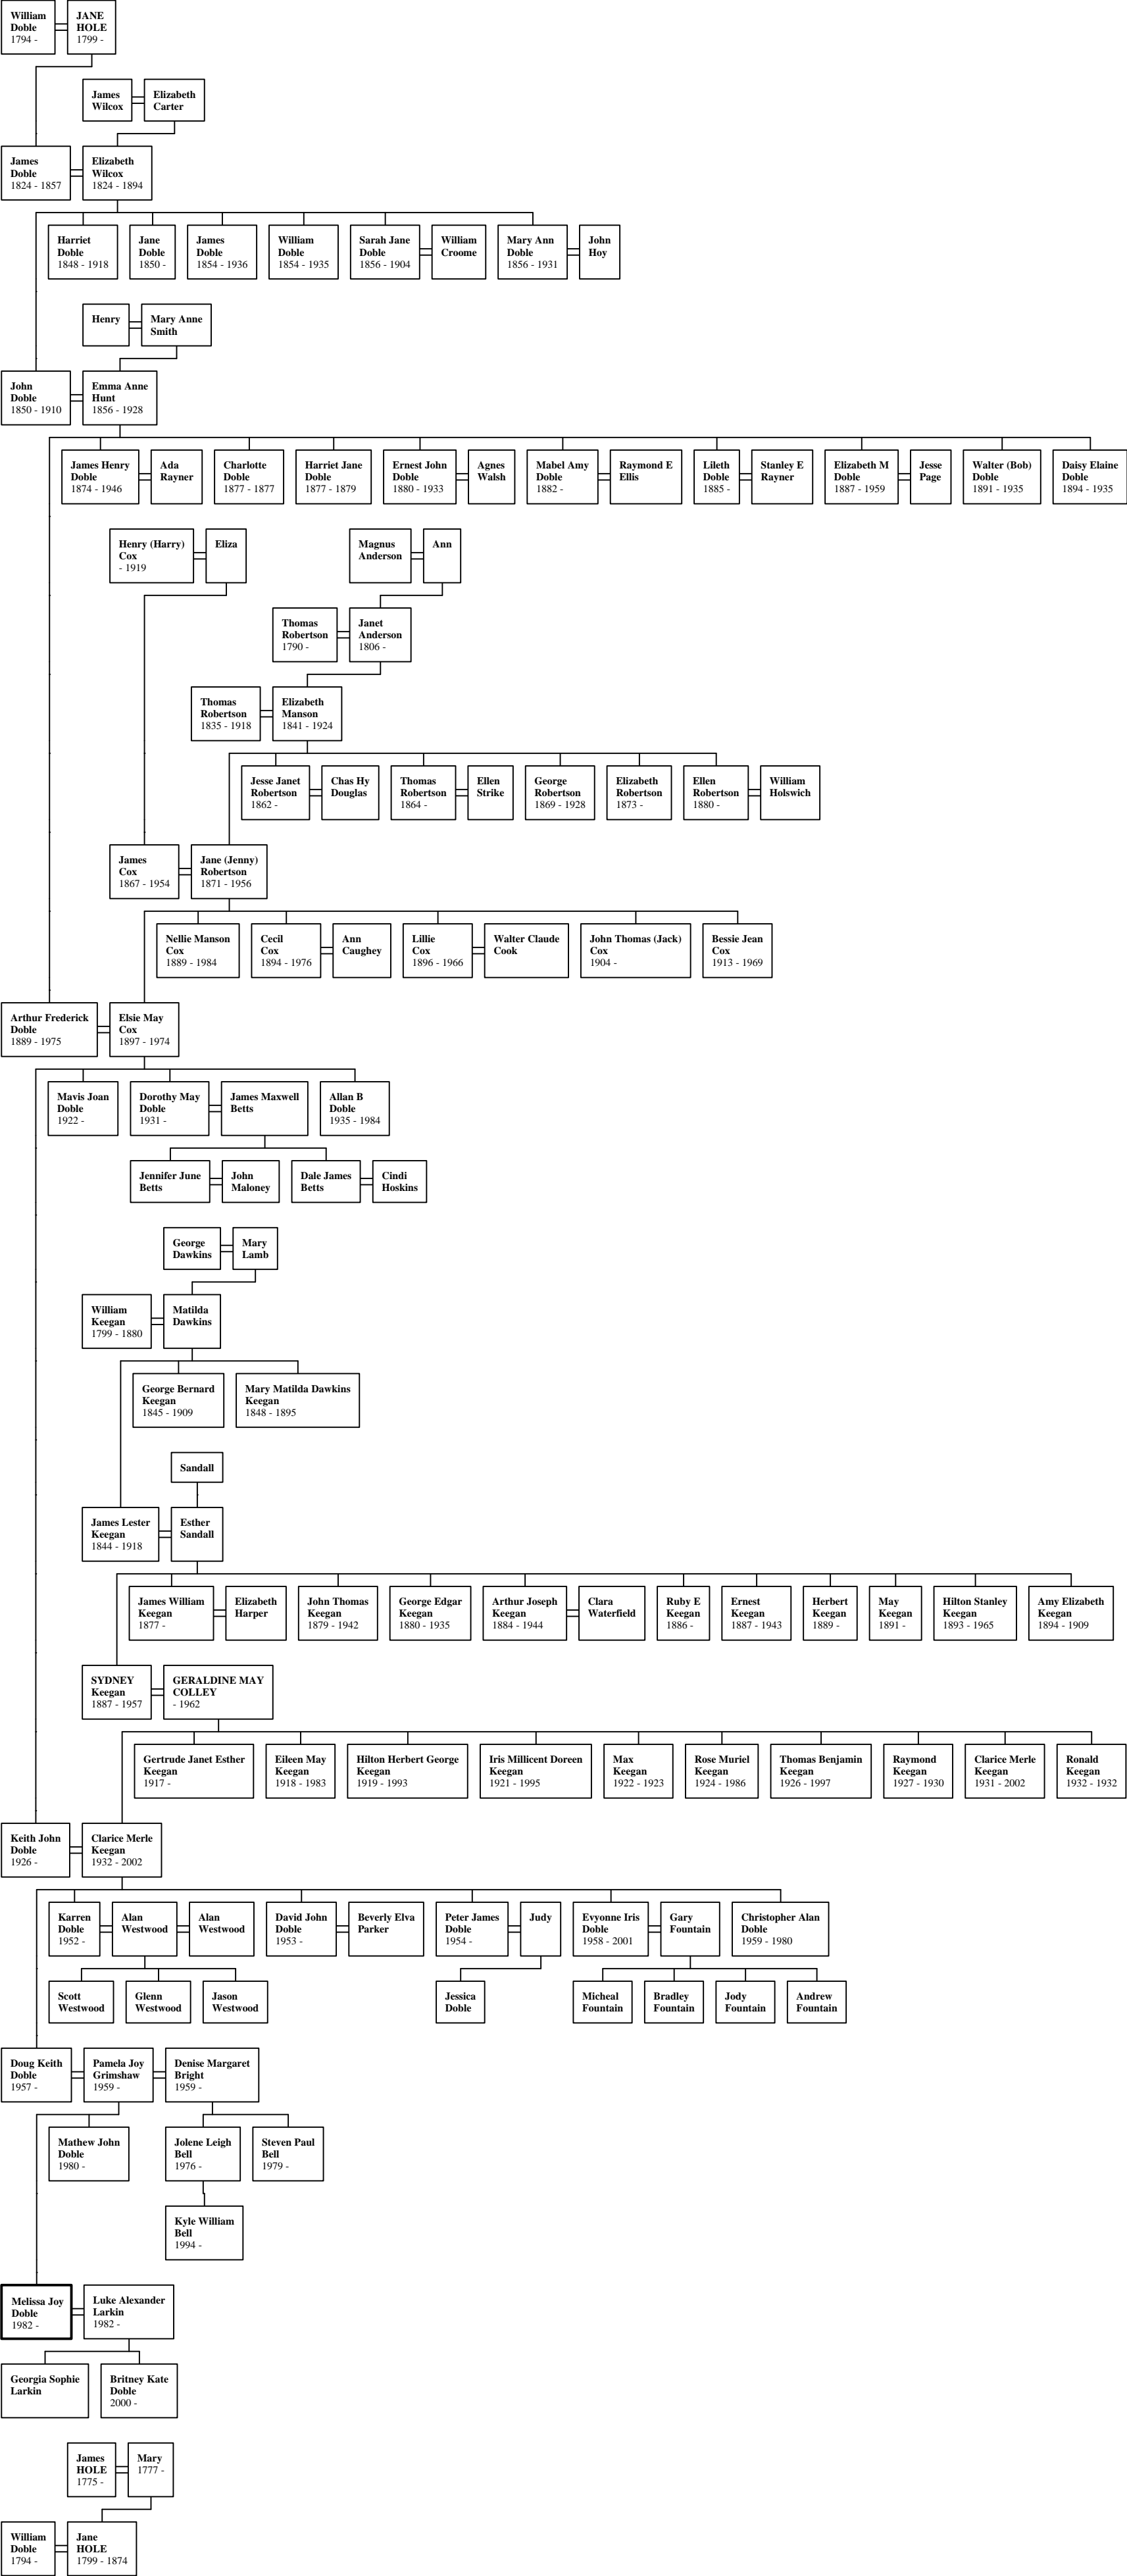 William
Doble
1794 -
JANE
HOLE
1799 -
James
Wilcox
Elizabeth
Carter
James
Doble
1824 - 1857
Elizabeth
Wilcox
1824 - 1894
Harriet
Doble
1848 - 1918
Jane
Doble
1850 -
James
Doble
1854 - 1936
William
Doble
1854 - 1935
Sarah Jane
Doble
1856 - 1904
William
Croome
Mary Ann
Doble
1856 - 1931
John
Hoy
Henry
Mary Anne
Smith
John
Doble
1850 - 1910
Emma Anne
Hunt
1856 - 1928
James Henry
Doble
1874 - 1946
Ada
Rayner
Charlotte
Doble
1877 - 1877
Harriet Jane
Doble
1877 - 1879
Ernest John
Doble
1880 - 1933
Agnes
Walsh
Mabel Amy
Doble
1882 -
Raymond E
Ellis
Lileth
Doble
1885 -
Stanley E
Rayner
Elizabeth M
Doble
1887 - 1959
Jesse
Page
Walter (Bob)
Doble
1891 - 1935
Daisy Elaine
Doble
1894 - 1935
Henry (Harry)
Cox
- 1919
Eliza
Magnus
Anderson
Ann
Thomas
Robertson
1790 -
Janet
Anderson
1806 -
Thomas
Robertson
1835 - 1918
Elizabeth
Manson
1841 - 1924
Jesse Janet
Robertson
1862 -
Chas Hy
Douglas
Thomas
Robertson
1864 -
Ellen
Strike
George
Robertson
1869 - 1928
Elizabeth
Robertson
1873 -
Ellen
Robertson
1880 -
William
Holswich
James
Cox
1867 - 1954
Jane (Jenny)
Robertson
1871 - 1956
Nellie Manson
Cox
1889 - 1984
Cecil
Cox
1894 - 1976
Ann
Caughey
Lillie
Cox
1896 - 1966
Walter Claude
Cook
John Thomas (Jack)
Cox
1904 -
Bessie Jean
Cox
1913 - 1969
Arthur Frederick
Doble
1889 - 1975
Elsie May
Cox
1897 - 1974
Mavis Joan
Doble
1922 -
Dorothy May
Doble
1931 -
James Maxwell
Betts
Allan B
Doble
1935 - 1984
Jennifer June
Betts
John
Maloney
Dale James
Betts
Cindi
Hoskins
George
Dawkins
Mary
Lamb
William
Keegan
1799 - 1880
Matilda
Dawkins
George Bernard
Keegan
1845 - 1909
Mary Matilda Dawkins
Keegan
1848 - 1895
Sandall
James Lester
Keegan
1844 - 1918
Esther
Sandall
James William
Keegan
1877 -
Elizabeth
Harper
John Thomas
Keegan
1879 - 1942
George Edgar
Keegan
1880 - 1935
Arthur Joseph
Keegan
1884 - 1944
Clara
Waterfield
Ruby E
Keegan
1886 -
Ernest
Keegan
1887 - 1943
Herbert
Keegan
1889 -
May
Keegan
1891 -
Hilton Stanley
Keegan
1893 - 1965
Amy Elizabeth
Keegan
1894 - 1909
SYDNEY
Keegan
1887 - 1957
GERALDINE MAY
COLLEY
- 1962
Gertrude Janet Esther
Keegan
1917 -
Eileen May
Keegan
1918 - 1983
Hilton Herbert George
Keegan
1919 - 1993
Iris Millicent Doreen
Keegan
1921 - 1995
Max
Keegan
1922 - 1923
Rose Muriel
Keegan
1924 - 1986
Thomas Benjamin
Keegan
1926 - 1997
Raymond
Keegan
1927 - 1930
Clarice Merle
Keegan
1931 - 2002
Ronald
Keegan
1932 - 1932
Keith John
Doble
1926 -
Clarice Merle
Keegan
1932 - 2002
Karren
Doble
1952 -
Alan
Westwood
Alan
Westwood
David John
Doble
1953 -
Beverly Elva
Parker
Peter James
Doble
1954 -
Judy
Evyonne Iris
Doble
1958 - 2001
Gary
Fountain
Christopher Alan
Doble
1959 - 1980
Scott
Westwood
Glenn
Westwood
Jason
Westwood
Jessica
Doble
Micheal
Fountain
Bradley
Fountain
Jody
Fountain
Andrew
Fountain
Doug Keith
Doble
1957 -
Pamela Joy
Grimshaw
1959 -
Denise Margaret
Bright
1959 -
Mathew John
Doble
1980 -
Jolene Leigh
Bell
1976 -
Steven Paul
Bell
1979 -
Kyle William
Bell
1994 -
Melissa Joy
Doble
1982 -
Luke Alexander
Larkin
1982 -
Georgia Sophie
Larkin
Britney Kate
Doble
2000 -
James
HOLE
1775 -
Mary
1777 -
William
Doble
1794 -
Jane
HOLE
1799 - 1874